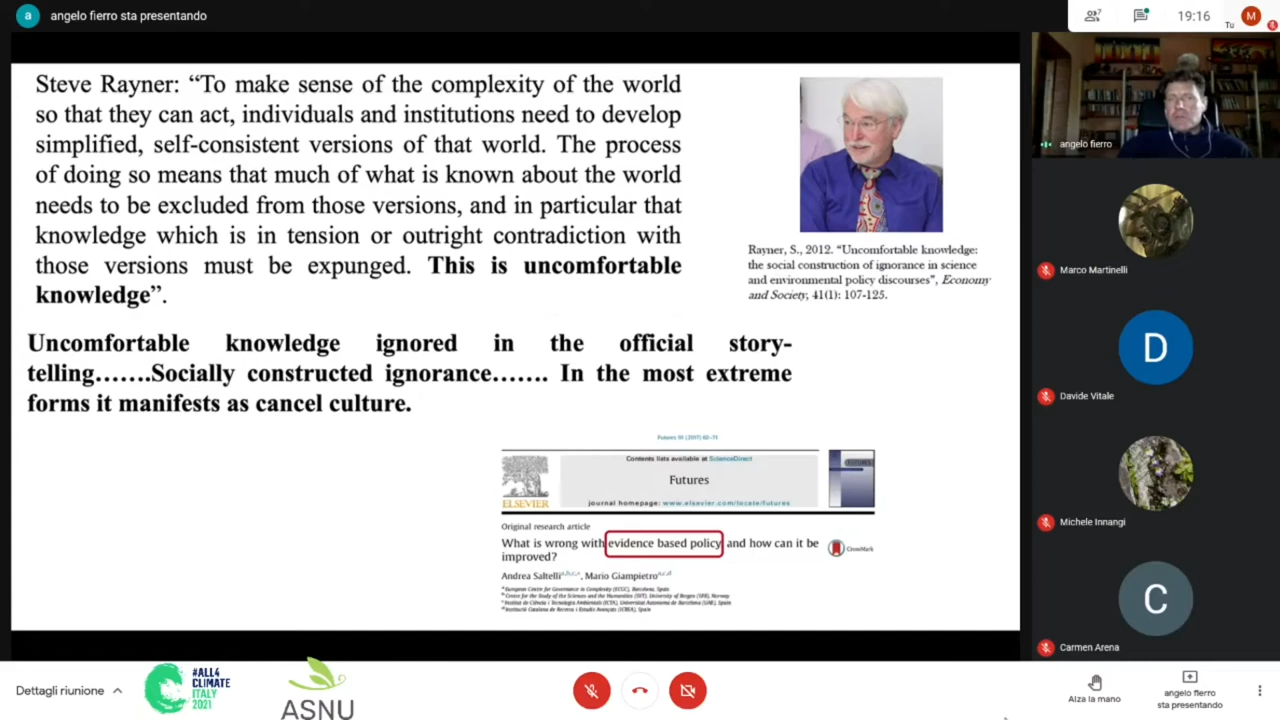 a
angelo fierro sta presentando
7
19:16
Tu
M
Steve Rayner: “To make sense of the complexity of the world
so that they can act, individuals and institutions need to develop
simplified, self-consistent versions of that world. The process
of doing so means that much of what is known about the world
needs to be excluded from those versions, and in particular that
knowledge which is in tension or outright contradiction with
those versions must be expunged. This is uncomfortable
knowledge”.
Rayner, S., 2012. “Uncomfortable knowledge:
the social construction of ignorance in science
and environmental policy discourses”, Economy
and Society, 41(1): 107-125.
Uncomfortable knowledge ignored in the official story-
telling…….Socially constructed ignorance……. In the most extreme
forms it manifests as cancel culture.
Contents lists available at ScienceDirect
Futures
journal homepage: www.elsevier.com/locate/futures
ELSEVIER
Original research article
What is wrong with evidence based policy and how can it be
improved?
CrossMark
Andrea Saltelli, Mario Giampietro
angelo fierro
Marco Martinelli
D
Davide Vitale
Michele Innangi
C
Carmen Arena
Dettagli riunione
#ALL4
CLIMATE
ITALY
2021
ASNU
Alza la mano
angelo fierro
sta presentando